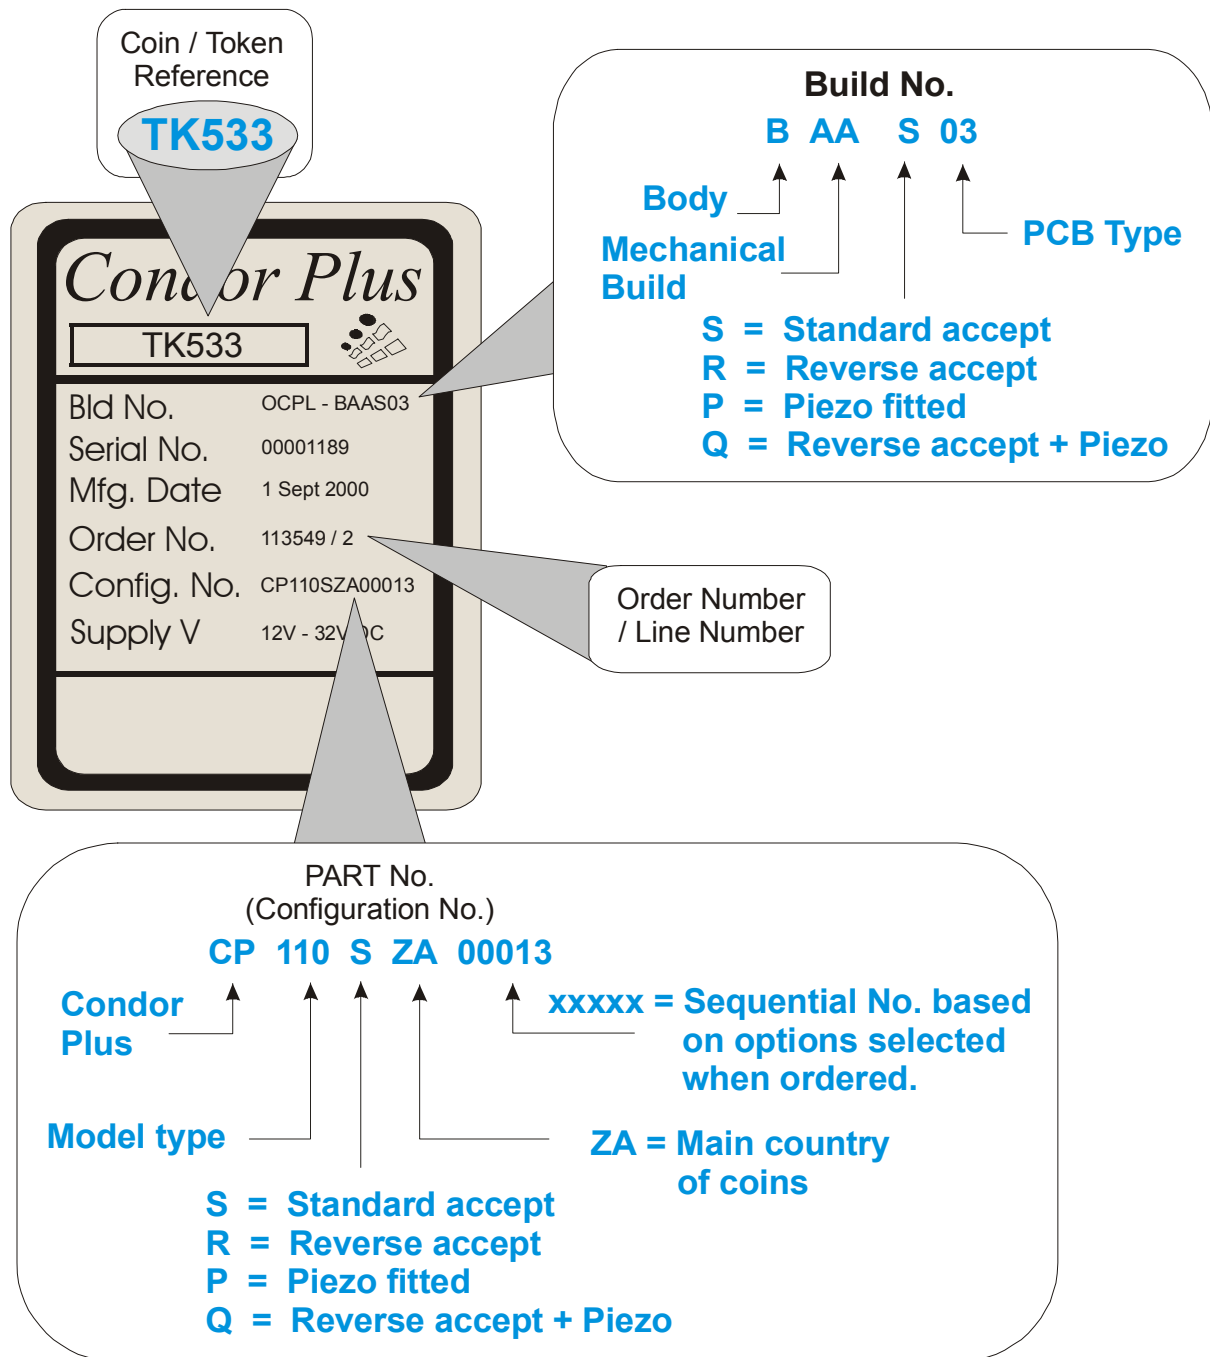 Coin / Token
Reference
TK533
Condor Plus
TK533
Bld No. OCPL - BAAS03
Serial No. 00001189
Mfg. Date 1 Sept 2000
Order No. 113549 / 2
Config. No. CP110SZA00013
Supply V 12V - 32V DC
Build No.
B AA S 03
Body
Mechanical
Build
PCB Type
S = Standard accept
R = Reverse accept
P = Piezo fitted
Q = Reverse accept + Piezo
Order Number
/ Line Number
PART No.
(Configuration No.)
CP 110 S ZA 00013
Condor
Plus
xxxxx = Sequential No. based
on options selected
when ordered.
Model type
ZA = Main country
of coins
S = Standard accept
R = Reverse accept
P = Piezo fitted
Q = Reverse accept + Piezo